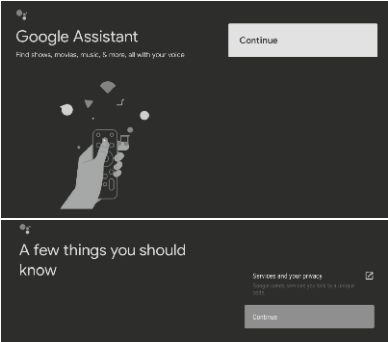 Google Assistant
Find shows, movies, music, & more, all with your voice
Continue
A few things you should
know
Services and your privacy
Continue